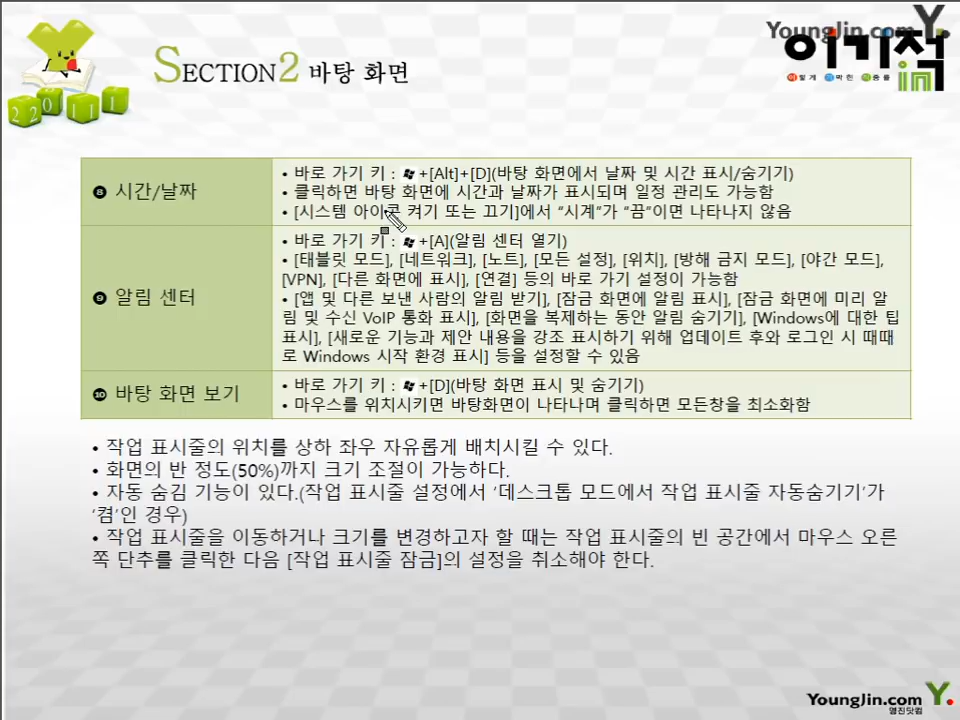 YoungJin.com Y.
이기적in
이렇게 기막힌 적중률
SECTION2 바탕 화면
22011
❽ 시간/날짜
• 바로 가기 키 : +[Alt]+[D](바탕 화면에서 날짜 및 시간 표시/숨기기)
• 클릭하면 바탕 화면에 시간과 날짜가 표시되며 일정 관리도 가능함
• [시스템 아이콘 켜기 또는 끄기]에서 “시계”가 “끔”이면 나타나지 않음
❾ 알림 센터
• 바로 가기 키 : +[A](알림 센터 열기)
• [태블릿 모드], [네트워크], [노트], [모든 설정], [위치], [방해 금지 모드], [야간 모드],
[VPN], [다른 화면에 표시], [연결] 등의 바로 가기 설정이 가능함
• [앱 및 다른 보낸 사람의 알림 받기], [잠금 화면에 알림 표시], [잠금 화면에 미리 알
림 및 수신 VoIP 통화 표시], [화면을 복제하는 동안 알림 숨기기], [Windows에 대한 팁
표시], [새로운 기능과 제안 내용을 강조 표시하기 위해 업데이트 후와 로그인 시 때때
로 Windows 시작 환경 표시] 등을 설정할 수 있음
❿ 바탕 화면 보기
• 바로 가기 키 : +[D](바탕 화면 표시 및 숨기기)
• 마우스를 위치시키면 바탕화면이 나타나며 클릭하면 모든창을 최소화함
• 작업 표시줄의 위치를 상하 좌우 자유롭게 배치시킬 수 있다.
• 화면의 반 정도(50%)까지 크기 조절이 가능하다.
• 자동 숨김 기능이 있다.(작업 표시줄 설정에서 ‘데스크톱 모드에서 작업 표시줄 자동숨기기’가
‘켬’인 경우)
• 작업 표시줄을 이동하거나 크기를 변경하고자 할 때는 작업 표시줄의 빈 공간에서 마우스 오른
쪽 단추를 클릭한 다음 [작업 표시줄 잠금]의 설정을 취소해야 한다.
YoungJin.com Y.
영진닷컴